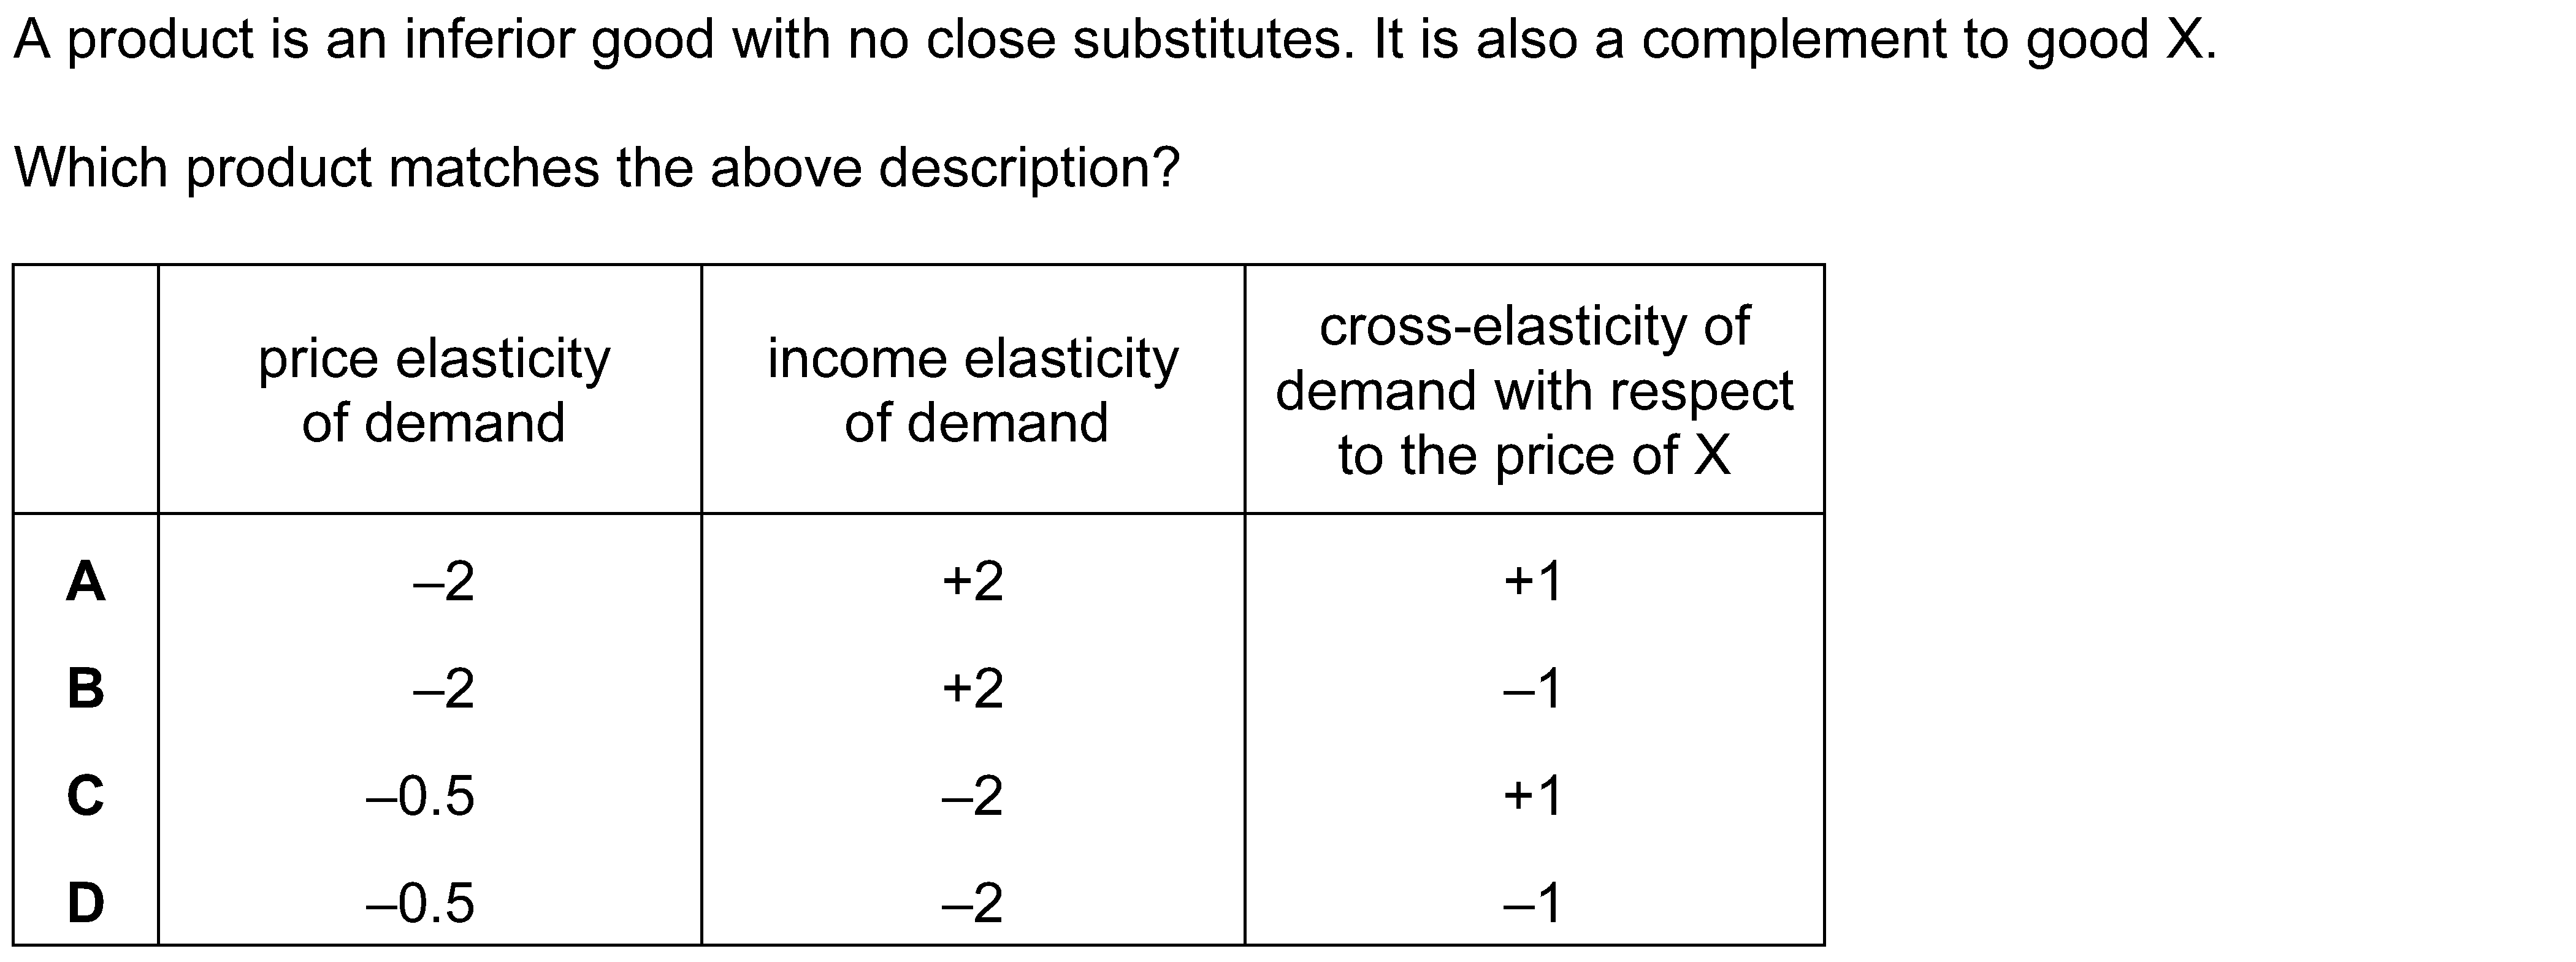 A product is an inferior good with no close substitutes. It is also a complement to good X.
Which product matches the above description?
price elasticity
of demand
income elasticity
of demand
cross-elasticity of
demand with respect
to the price of X
A –2 +2 +1
B –2 +2 –1
C –0.5 –2 +1
D –0.5 –2 –1